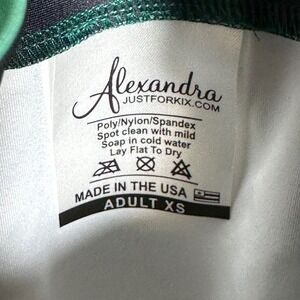 Alexandra
JUSTFORKIX.COM
Poly/Nylon/Spandex
Spot clean with mild
Soap in cold water
Lay Flat To Dry
MADE IN THE USA
ADULT XS